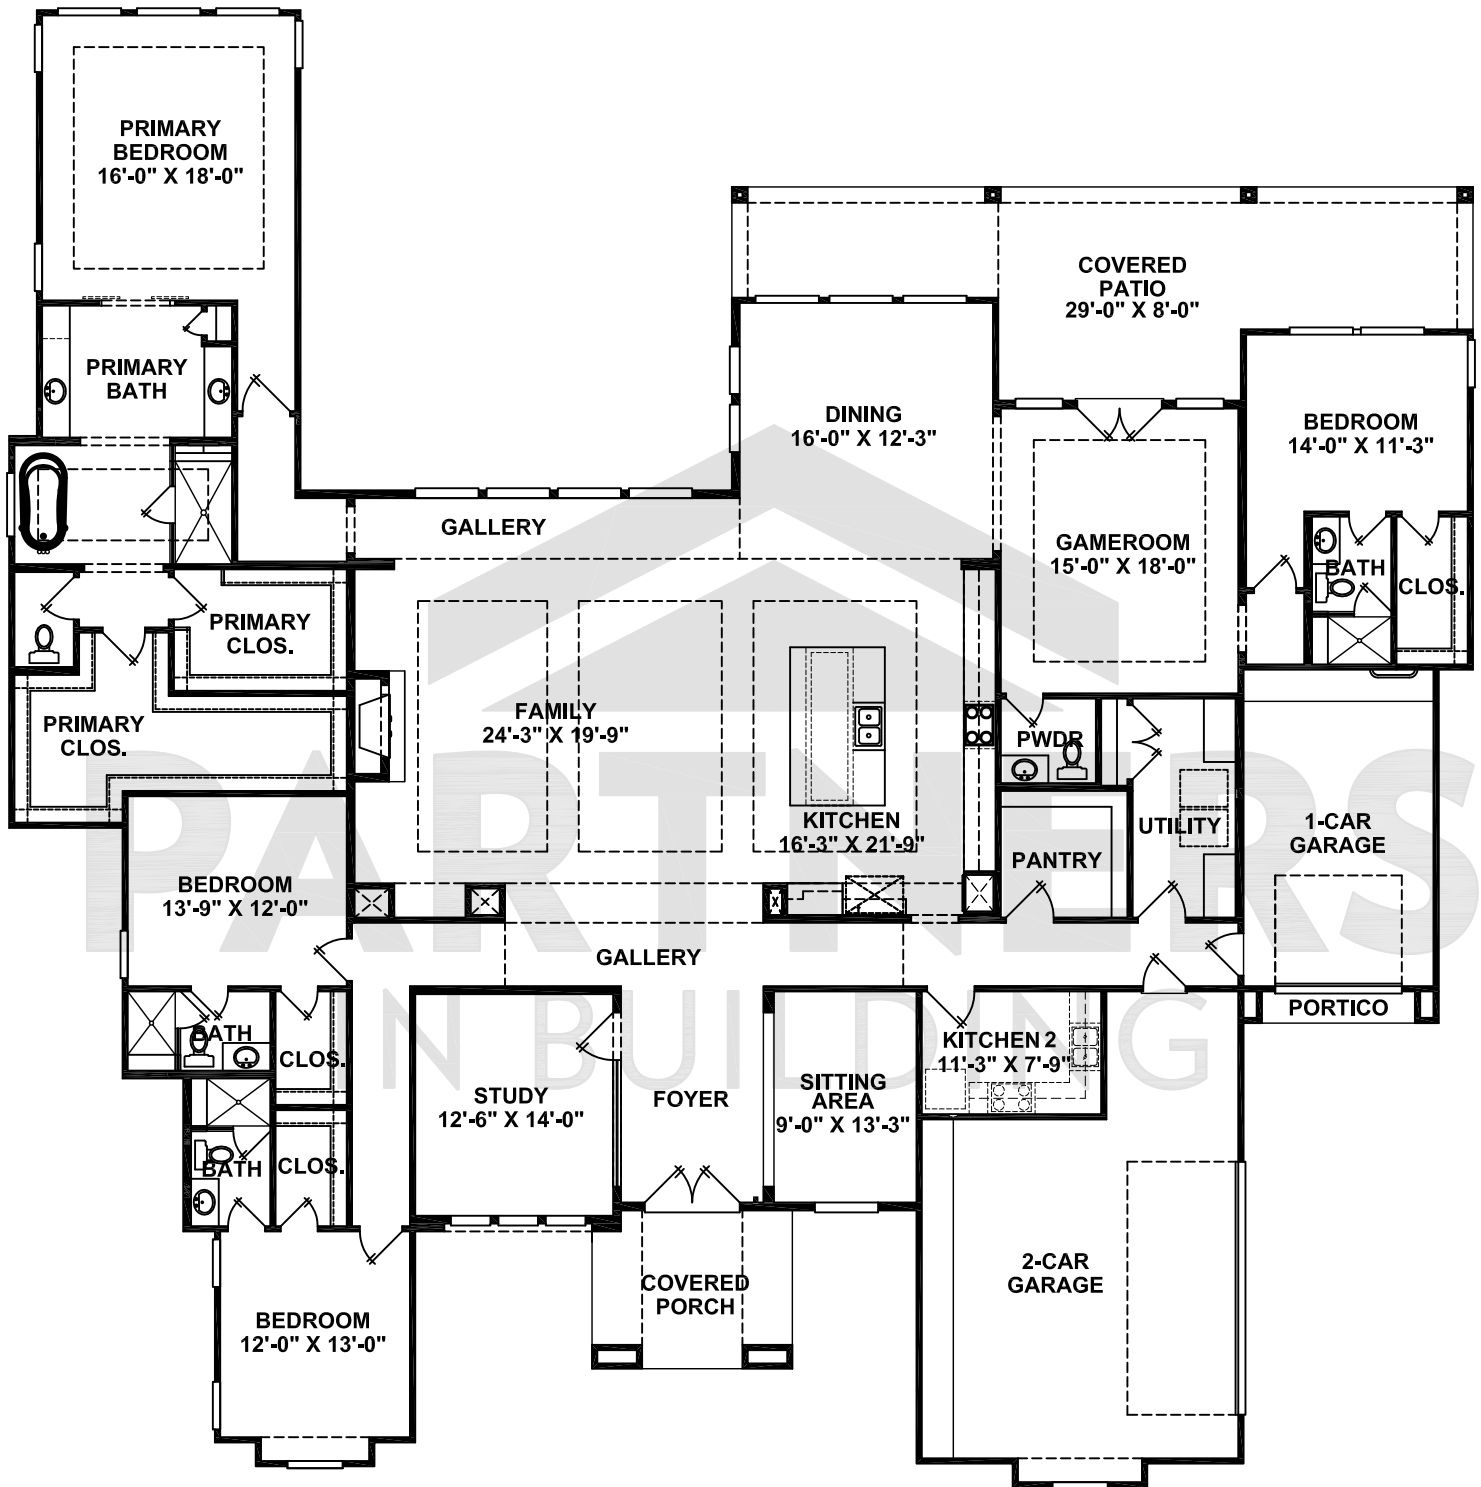 PRIMARY
BEDROOM
16'-0" X 18'-0"
COVERED
PATIO
29'-0" X 8'-0"
PRIMARY
BATH
DINING
16'-0" X 12'-3"
BEDROOM
14'-0" X 11'-3"
GALLERY
GAMEROOM
15'-0" X 18'-0"
BATH
CLOS.
PRIMARY
CLOS.
PRIMARY
CLOS.
FAMILY
24'-3" X 19'-9"
PWDR
KITCHEN
16'-3" X 21'-9"
UTILITY
1-CAR
GARAGE
PANTRY
BEDROOM
13'-9" X 12'-0"
PARTNERS
IN BUILDING
GALLERY
PORTICO
BATH
CLOS.
KITCHEN 2
11'-3" X 7'-9"
STUDY
12'-6" X 14'-0"
FOYER
SITTING
AREA
9'-0" X 13'-3"
BATH
CLOS.
2-CAR
GARAGE
COVERED
PORCH
BEDROOM
12'-0" X 13'-0"